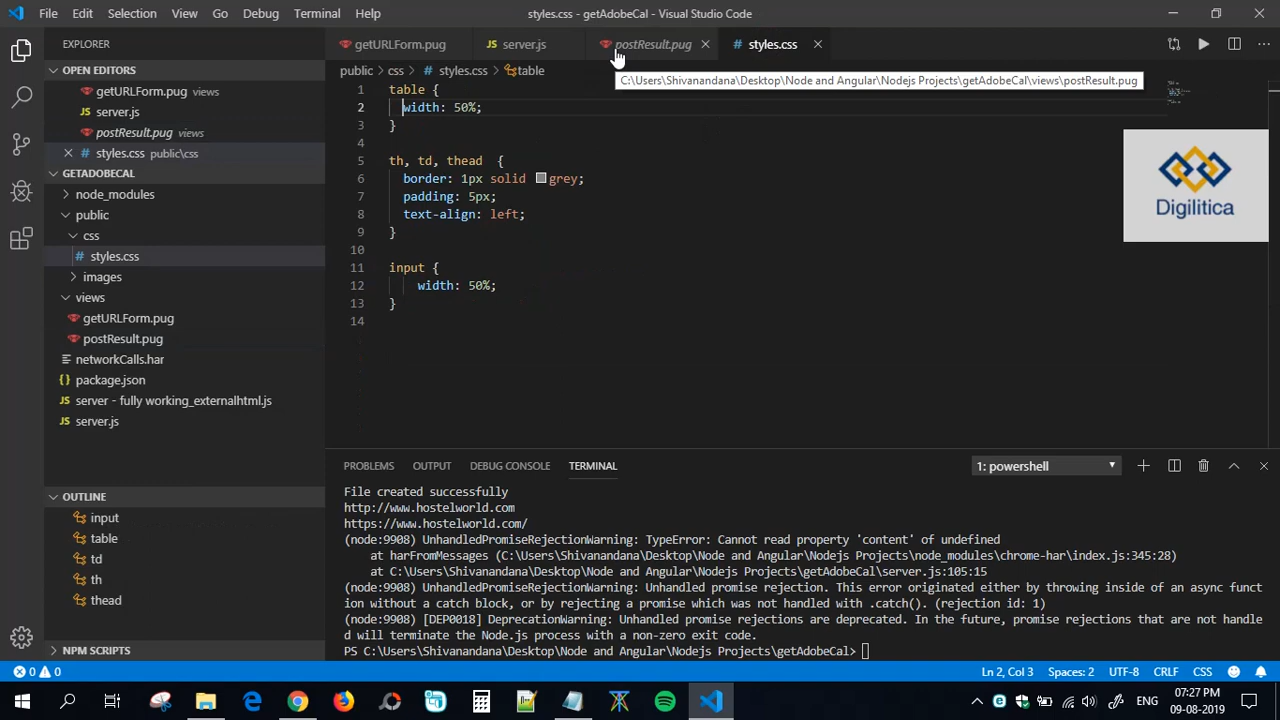 File Edit Selection View Go Debug Terminal Help
styles.css - getAdobeCal - Visual Studio Code
EXPLORER
OPEN EDITORS
getURLForm.pug views
server.js
postResult.pug views
styles.css public\css
GETADOBECAL
node_modules
public
css
styles.css
images
views
getURLForm.pug
postResult.pug
networkCalls.har
package.json
server - fully working_externalhtml.js
server.js
OUTLINE
input
table
td
th
thead
NPM SCRIPTS
getURLForm.pug server.js postResult.pug styles.css
public > css > styles.css > table
C:\Users\Shivanandana\Desktop\Node and Angular\Nodejs Projects\getAdobeCal\views\postResult.pug
1 table {
2 width: 50%;
3 }
4
5 th, td, thead {
6 border: 1px solid grey;
7 padding: 5px;
8 text-align: left;
9 }
10
11 input {
12 width: 50%;
13 }
14
Digilitica
PROBLEMS OUTPUT DEBUG CONSOLE TERMINAL 1: powershell
File created successfully
http://www.hostelworld.com
https://www.hostelworld.com/
(node:9908) UnhandledPromiseRejectionWarning: TypeError: Cannot read property 'content' of undefined
at harFromMessages (C:\Users\Shivanandana\Desktop\Node and Angular\Nodejs Projects\node_modules\chrome-har\index.js:345:28)
at C:\Users\Shivanandana\Desktop\Node and Angular\Nodejs Projects\getAdobeCal\server.js:105:15
(node:9908) UnhandledPromiseRejectionWarning: Unhandled promise rejection. This error originated either by throwing inside of an async funct
ion without a catch block, or by rejecting a promise which was not handled with .catch(). (rejection id: 1)
(node:9908) [DEP0018] DeprecationWarning: Unhandled promise rejections are deprecated. In the future, promise rejections that are not handle
d will terminate the Node.js process with a non-zero exit code.
PS C:\Users\Shivanandana\Desktop\Node and Angular\Nodejs Projects\getAdobeCal>
0 0
Ln 2, Col 3 Spaces: 2 UTF-8 CRLF CSS
ENG
07:27 PM
09-08-2019